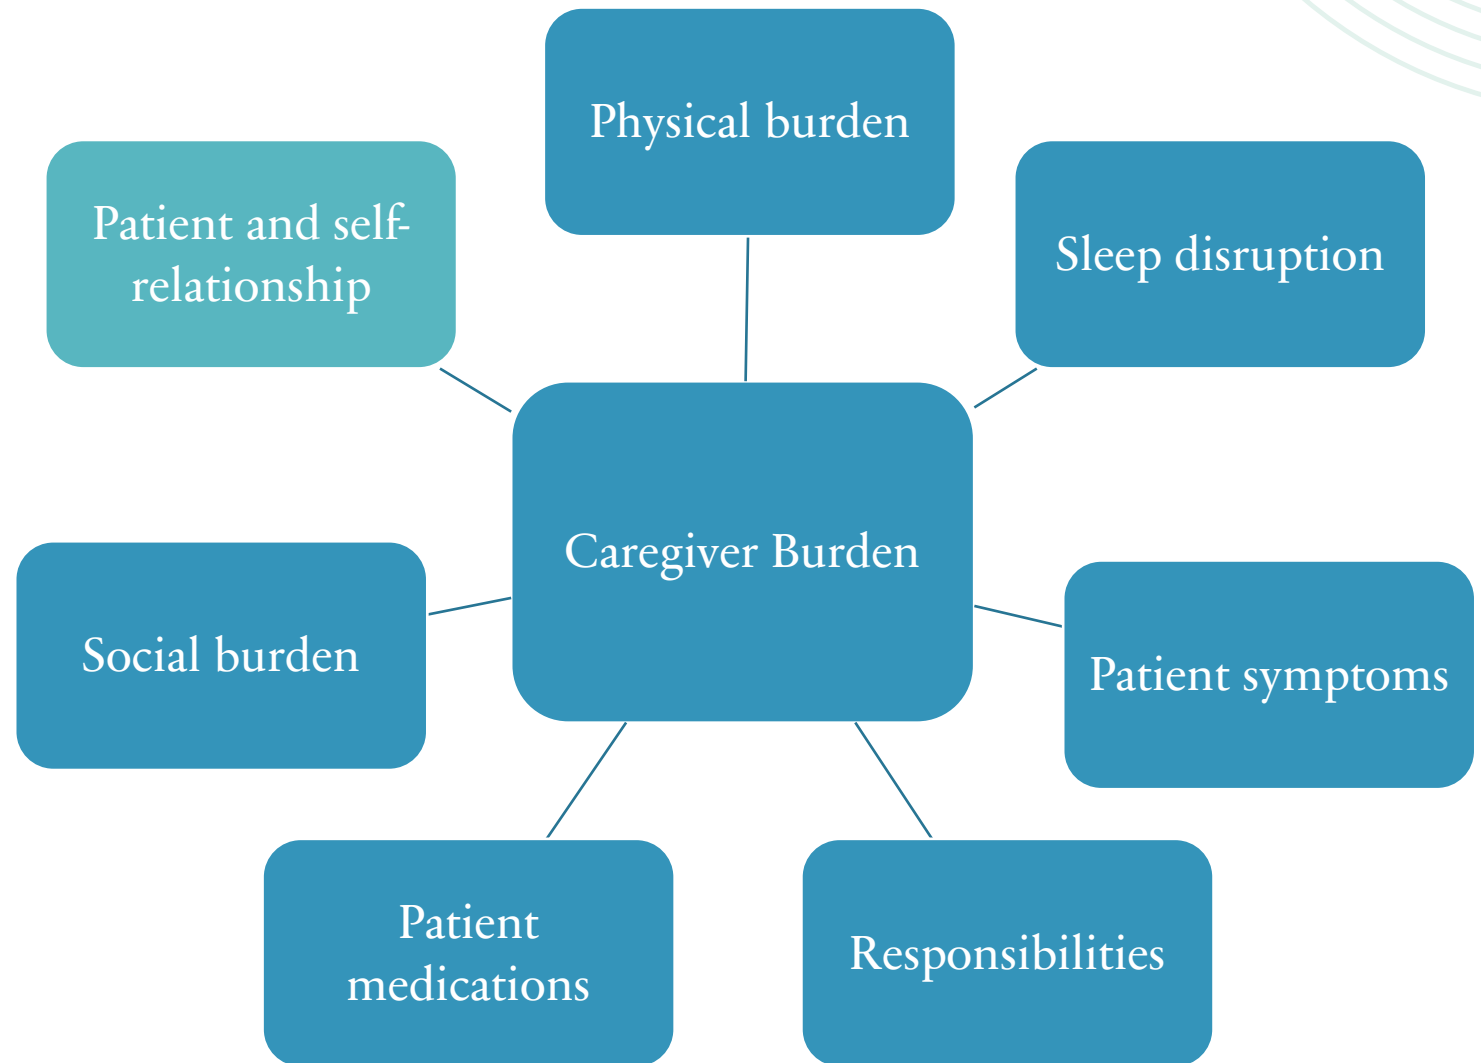 Physical burden
Sleep disruption
Patient symptoms
Responsibilities
Patient
medications
Social burden
Patient and self-
relationship
Caregiver Burden